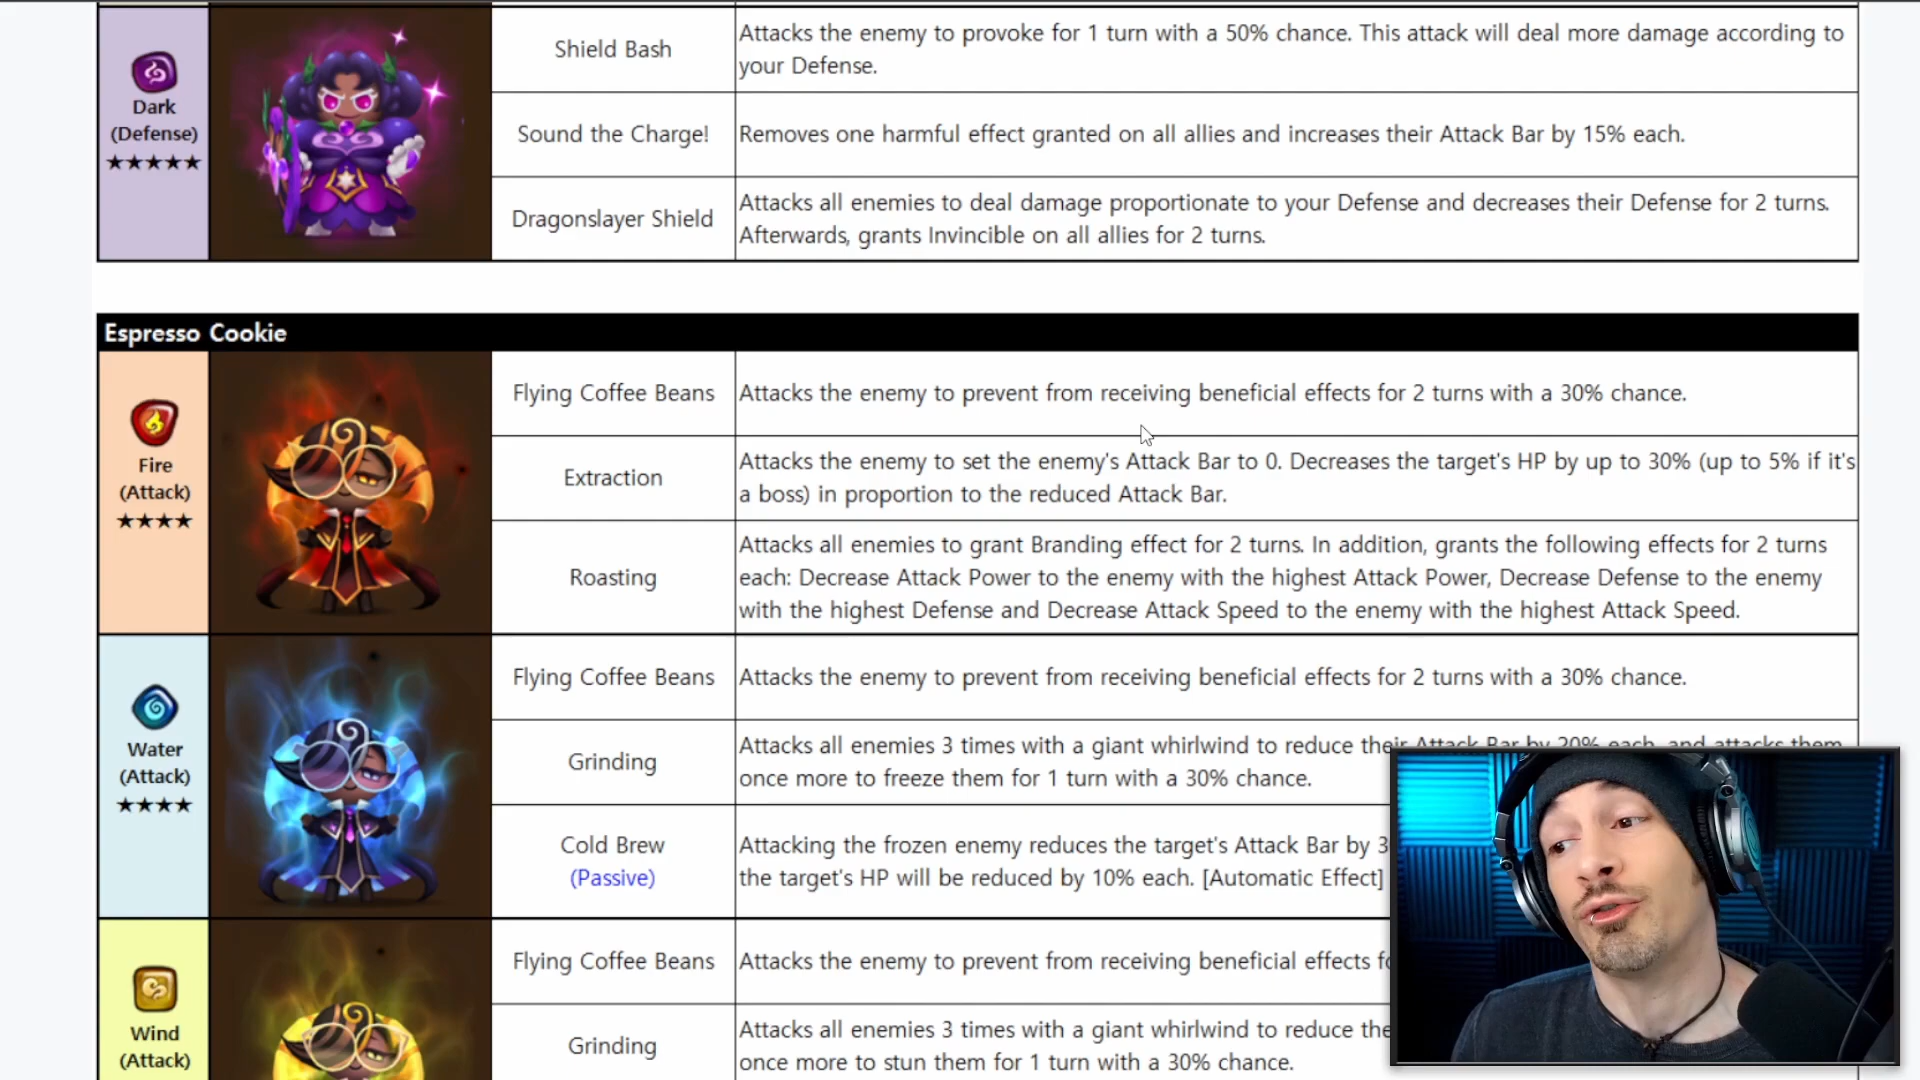 Dark
(Defense)
★★★★★
Shield Bash
Attacks the enemy to provoke for 1 turn with a 50% chance. This attack will deal more damage according to
your Defense.
Sound the Charge!
Removes one harmful effect granted on all allies and increases their Attack Bar by 15% each.
Dragonslayer Shield
Attacks all enemies to deal damage proportionate to your Defense and decreases their Defense for 2 turns.
Afterwards, grants Invincible on all allies for 2 turns.
Espresso Cookie
Fire
(Attack)
★★★★
Flying Coffee Beans
Attacks the enemy to prevent from receiving beneficial effects for 2 turns with a 30% chance.
Extraction
Attacks the enemy to set the enemy's Attack Bar to 0. Decreases the target's HP by up to 30% (up to 5% if it's
a boss) in proportion to the reduced Attack Bar.
Roasting
Attacks all enemies to grant Branding effect for 2 turns. In addition, grants the following effects for 2 turns
each: Decrease Attack Power to the enemy with the highest Attack Power, Decrease Defense to the enemy
with the highest Defense and Decrease Attack Speed to the enemy with the highest Attack Speed.
Water
(Attack)
★★★★
Flying Coffee Beans
Attacks the enemy to prevent from receiving beneficial effects for 2 turns with a 30% chance.
Grinding
Attacks all enemies 3 times with a giant whirlwind to reduce their Attack Bar by 20% each, and attacks them
once more to freeze them for 1 turn with a 30% chance.
Cold Brew
(Passive)
Attacking the frozen enemy reduces the target's Attack Bar by 3
the target's HP will be reduced by 10% each. [Automatic Effect]
Wind
(Attack)
Flying Coffee Beans
Attacks the enemy to prevent from receiving beneficial effects
Grinding
Attacks all enemies 3 times with a giant whirlwind to reduce
once more to stun them for 1 turn with a 30% chance.